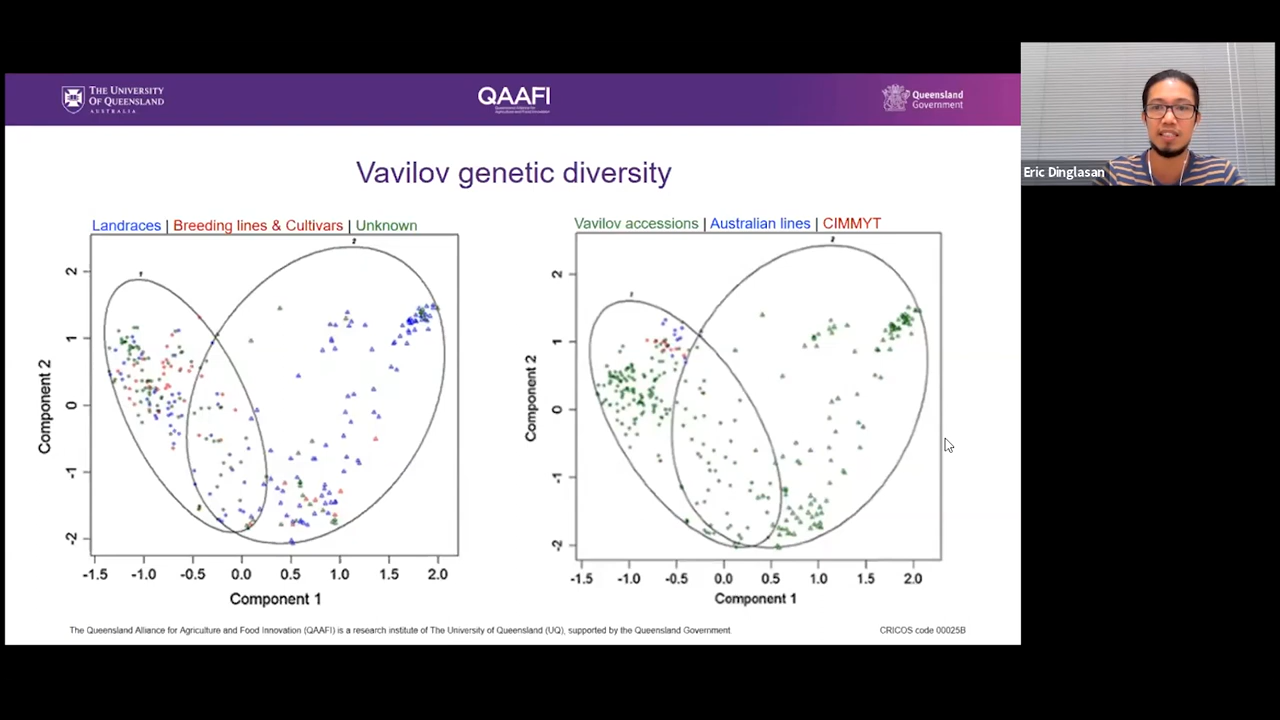 THE UNIVERSITY
OF QUEENSLAND
AUSTRALIA
QAAFI
Queensland
Government
Eric Dinglasan
Vavilov genetic diversity
Landraces | Breeding lines & Cultivars | Unknown
1
2
2
1
0
-1
-2
Component 2
-1.5 -1.0 -0.5 0.0 0.5 1.0 1.5 2.0
Component 1
Vavilov accessions | Australian lines | CIMMYT
1
2
2
1
0
-1
-2
Component 2
-1.5 -1.0 -0.5 0.0 0.5 1.0 1.5 2.0
Component 1
The Queensland Alliance for Agriculture and Food Innovation (QAAFI) is a research institute of The University of Queensland (UQ), supported by the Queensland Government
CRICOS code 00025B